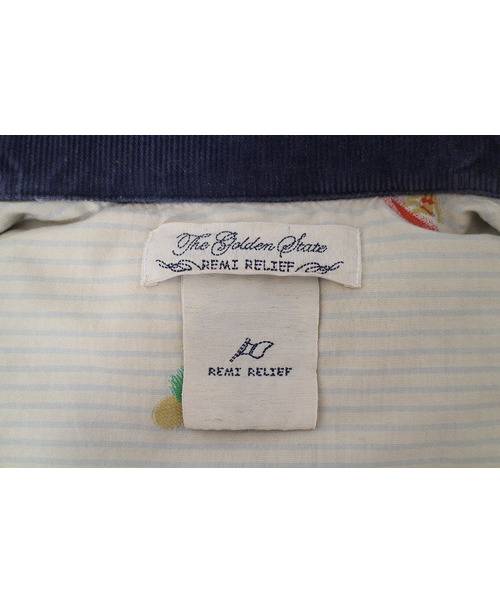 The Golden State
REMI RELIEF
REMI RELIEF